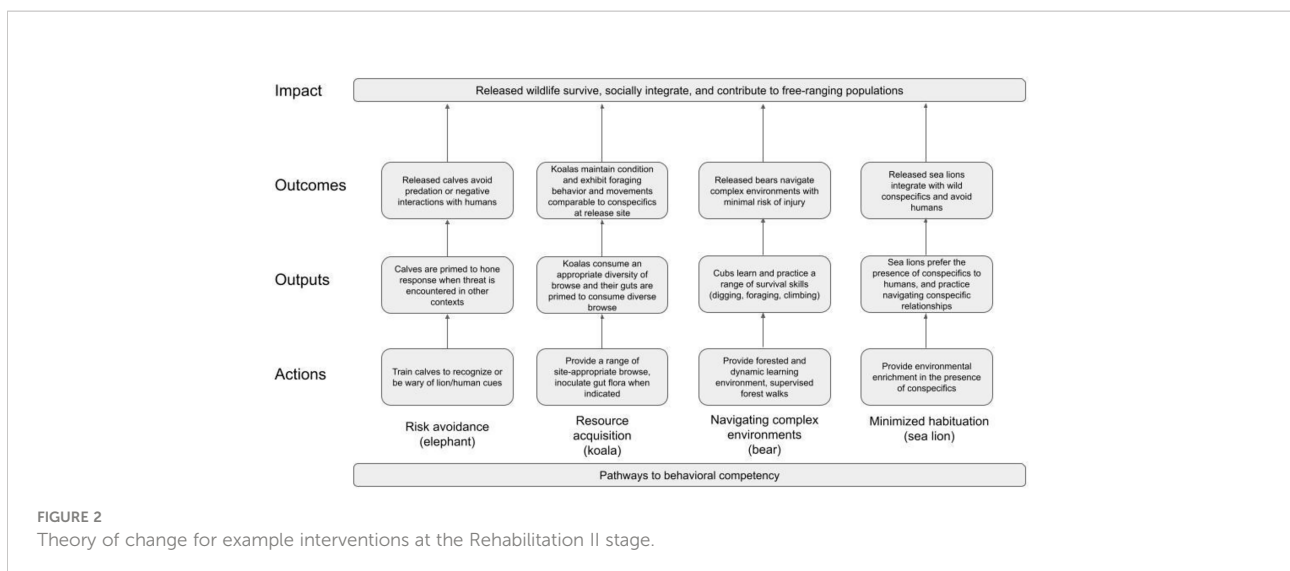 Impact
Released wildlife survive, socially integrate, and contribute to free-ranging populations
Outcomes
Released calves avoid
predation or negative
interactions with humans
Koalas maintain condition
and exhibit foraging
behavior and movements
comparable to conspecifics
at release site
Released bears navigate
complex environments with
minimal risk of injury
Released sea lions
integrate with wild
conspecifics and avoid
humans
Outputs
Calves are primed to hone
response when threat is
encountered in other
contexts
Koalas consume an
appropriate diversity of
browse and their guts are
primed to consume diverse
browse
Cubs learn and practice a
range of survival skills
(digging, foraging, climbing)
Sea lions prefer the
presence of conspecifics to
humans, and practice
navigating conspecific
relationships
Actions
Train calves to recognize or
be wary of lion/human cues
Provide a range of
site-appropriate browse,
inoculate gut flora when
indicated
Provide forested and
dynamic learning
environment, supervised
forest walks
Provide environmental
enrichment in the presence
of conspecifics
Risk avoidance
(elephant)
Resource
acquisition
(koala)
Navigating complex
environments
(bear)
Minimized habituation
(sea lion)
Pathways to behavioral competency
FIGURE 2
Theory of change for example interventions at the Rehabilitation II stage.